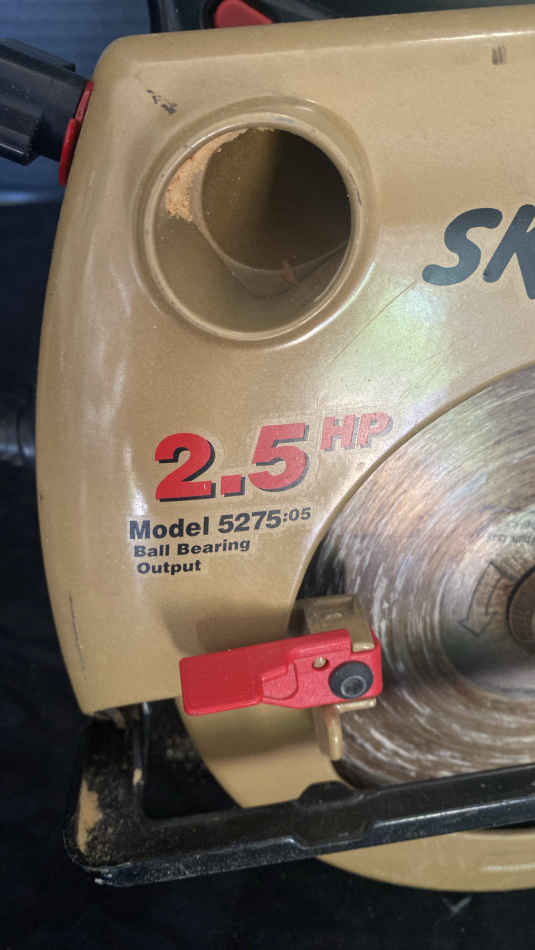 SK
2.5 HP
Model 5275:05
Ball Bearing
Output